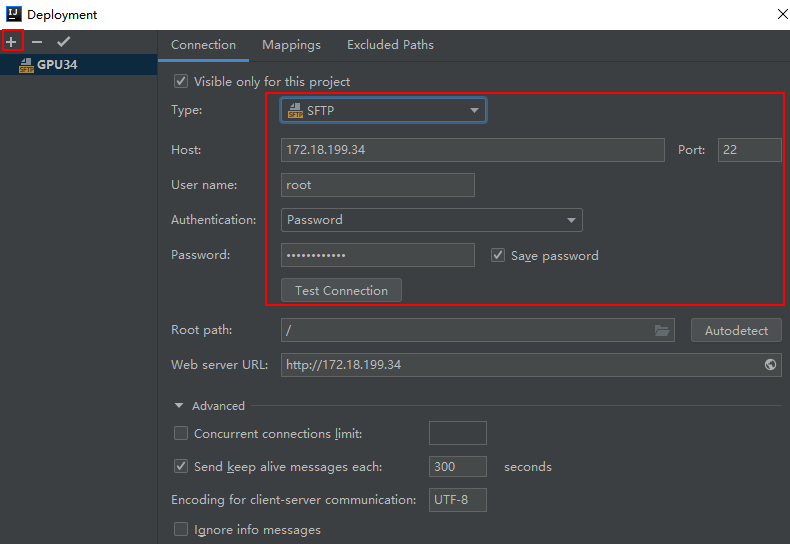 Deployment
GPU34
Connection Mappings Excluded Paths
Visible only for this project
Type: SFTP
Host: 172.18.199.34 Port: 22
User name: root
Authentication: Password
Password: •••••••••••• Save password
Test Connection
Root path: / Autodetect
Web server URL: http://172.18.199.34
Advanced
Concurrent connections limit:
Send keep alive messages each: 300 seconds
Encoding for client-server communication: UTF-8
Ignore info messages